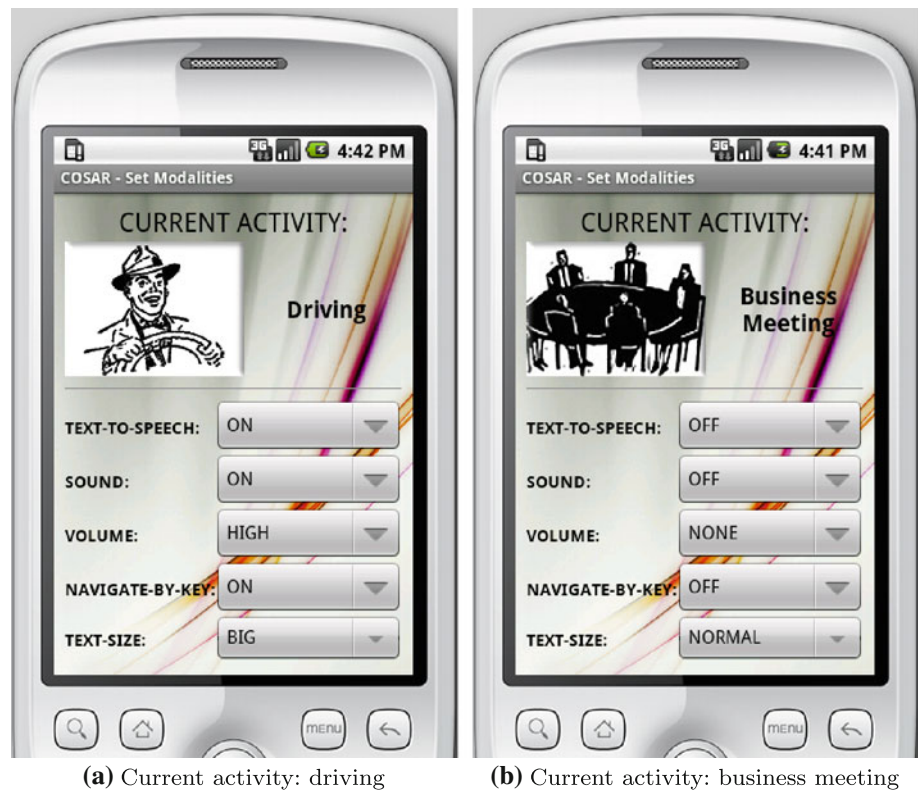 3G
4:42 PM
COSAR - Set Modalities
CURRENT ACTIVITY:
Driving
TEXT-TO-SPEECH: ON
SOUND: ON
VOLUME: HIGH
NAVIGATE-BY-KEY: ON
TEXT-SIZE: BIG
MENU
(a) Current activity: driving
3G
4:41 PM
COSAR - Set Modalities
CURRENT ACTIVITY:
Business
Meeting
TEXT-TO-SPEECH: OFF
SOUND: OFF
VOLUME: NONE
NAVIGATE-BY-KEY: OFF
TEXT-SIZE: NORMAL
MENU
(b) Current activity: business meeting